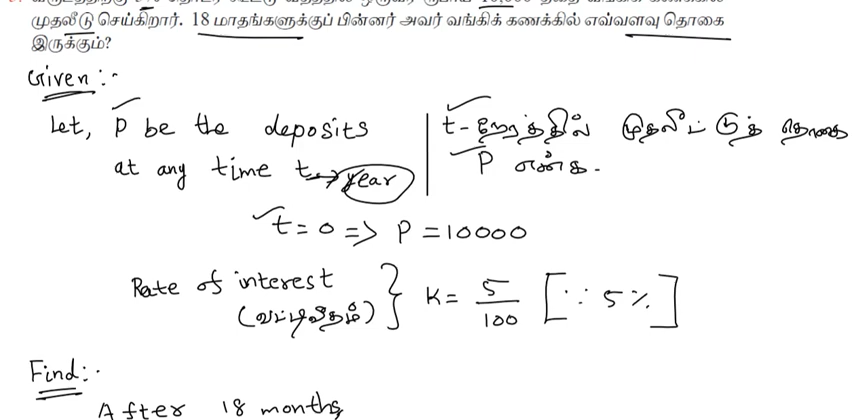 முதலீடு செய்கிறார். 18 மாதங்களுக்குப் பின்னர் அவர் வங்கிக் கணக்கில் எவ்வளவு தொகை
இருக்கும்?
Given :-
Let, P be the deposits
at any time t → year
t - நேரத்தில் முதலீட்டுத் தொகை
P என்க.
t = 0 => P = 10000
Rate of interest
(வட்டிவீதம்) } K = 5/100 [∵ 5%]
Find :-
After 18 months